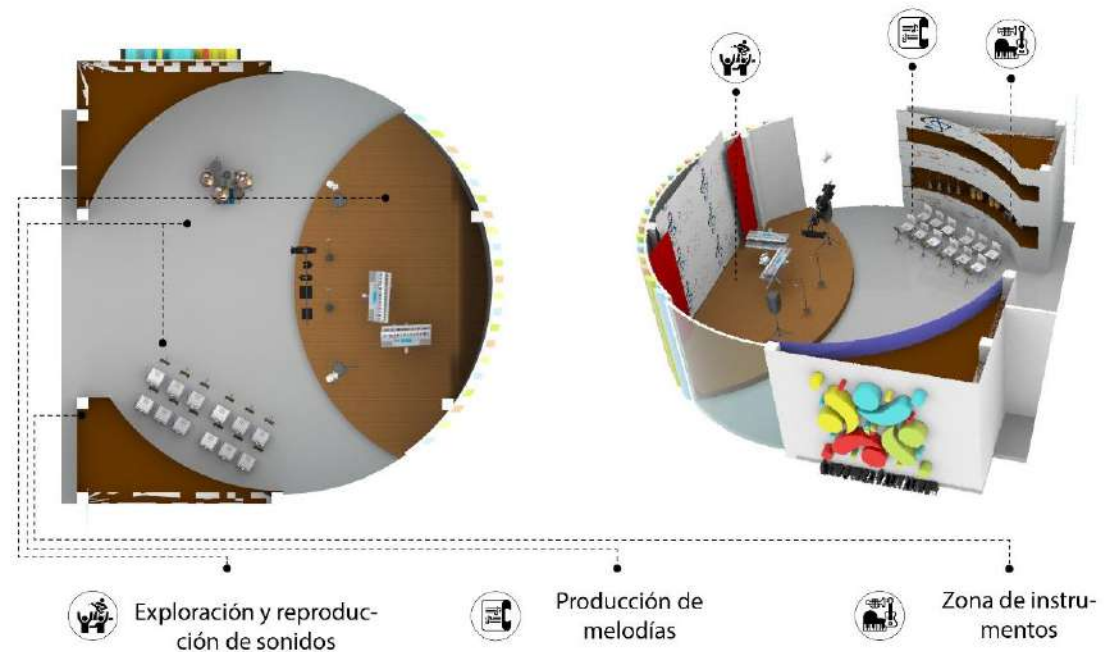 Exploración y reproduc-
ción de sonidos
Producción de
melodías
Zona de instru-
mentos